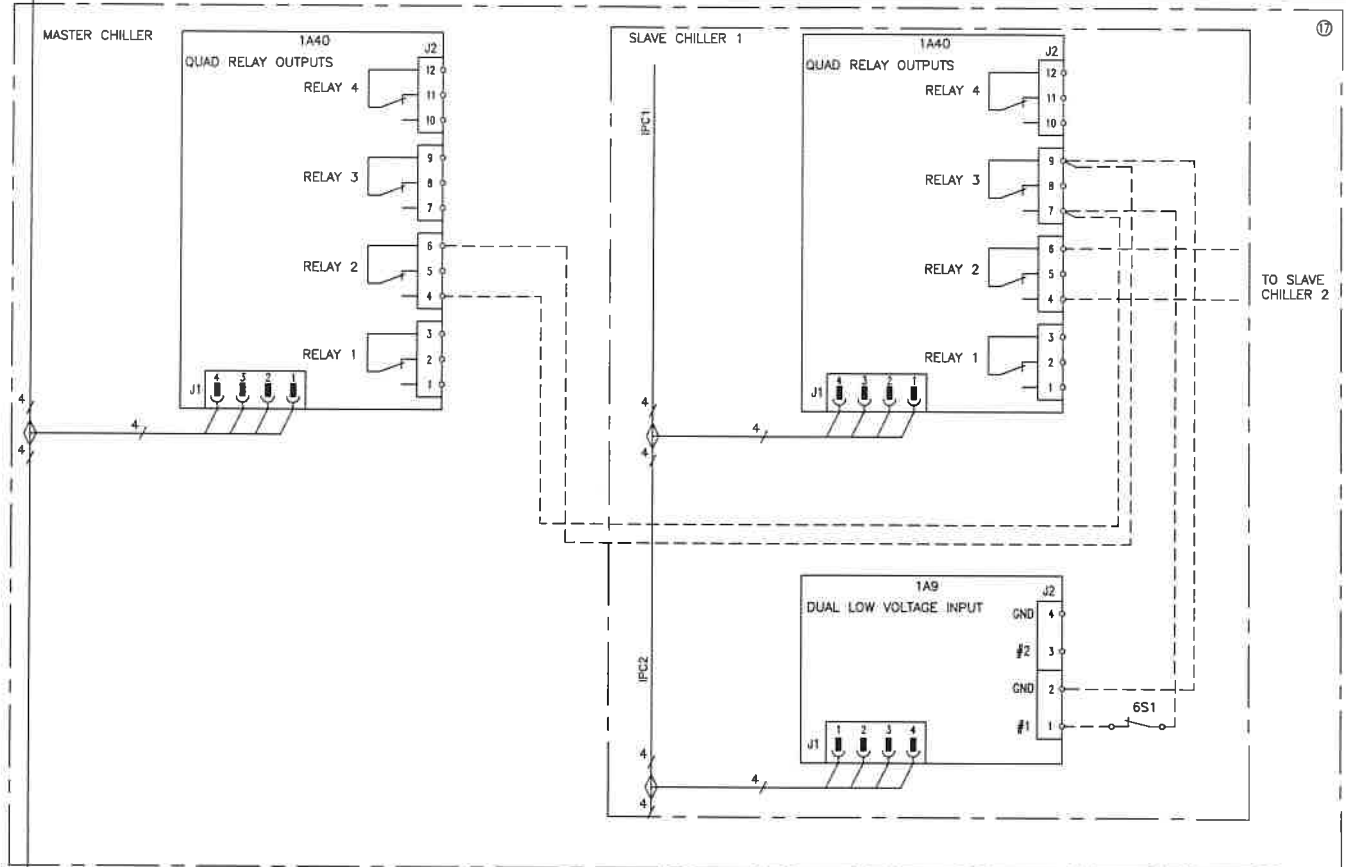 ⑰
MASTER CHILLER
1A40
J2
QUAD RELAY OUTPUTS
RELAY 4
12
11
10
RELAY 3
9
8
7
RELAY 2
6
5
4
RELAY 1
3
2
1
J1
4 3 2 1
4
4
4
SLAVE CHILLER 1
IPC1
1A40
J2
QUAD RELAY OUTPUTS
RELAY 4
12
11
10
RELAY 3
9
8
7
RELAY 2
6
5
4
RELAY 1
3
2
1
J1
4 3 2 1
4
4
4
TO SLAVE
CHILLER 2
IPC2
1A9
J2
DUAL LOW VOLTAGE INPUT
GND 4
#2 3
GND 2
#1 1
6S1
J1
1 2 3 4
4
4
4